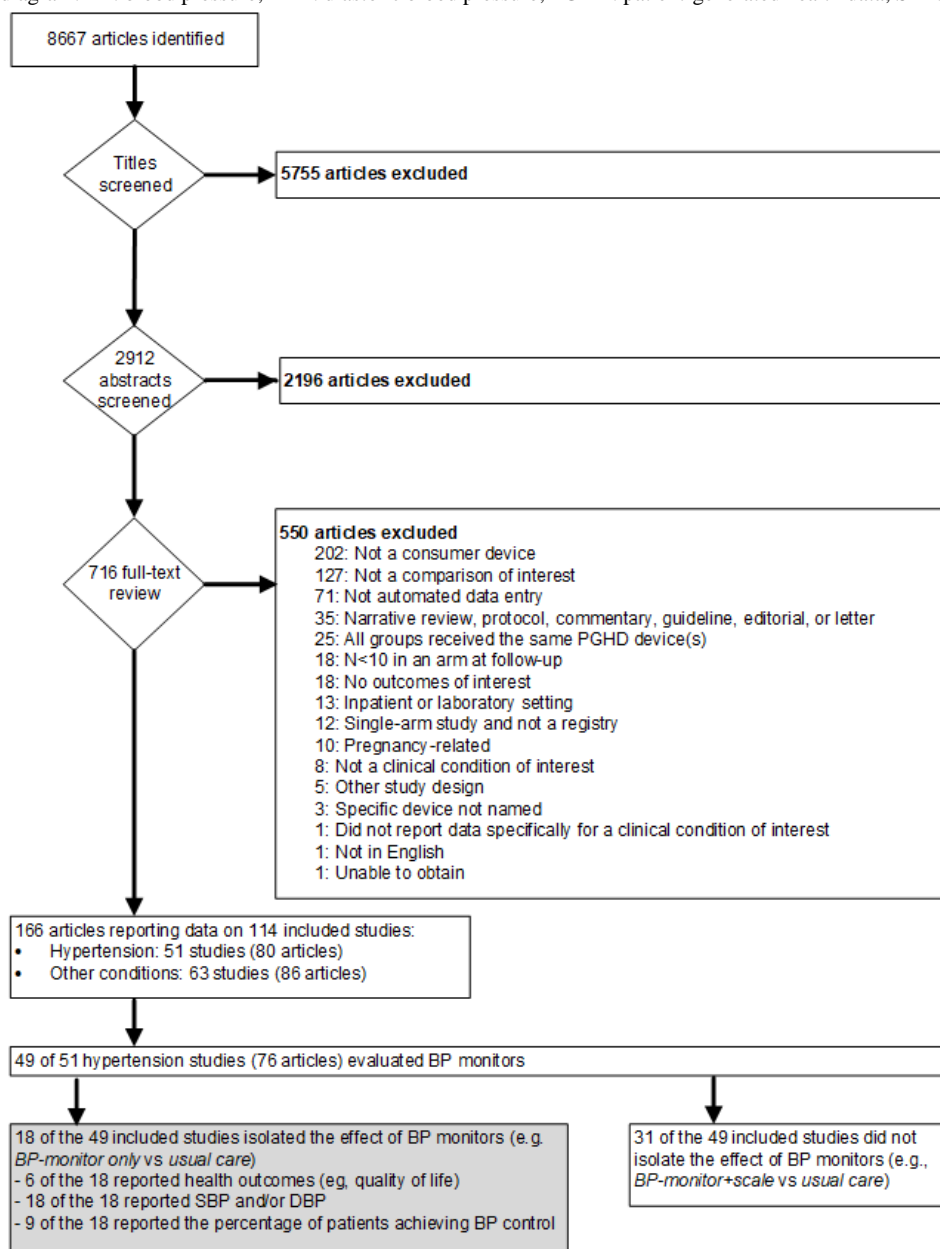 8667 articles identified
Titles
screened
5755 articles excluded
2912
abstracts
screened
2196 articles excluded
716 full-text
review
550 articles excluded
202: Not a consumer device
127: Not a comparison of interest
71: Not automated data entry
35: Narrative review, protocol, commentary, guideline, editorial, or letter
25: All groups received the same PGHD device(s)
18: N<10 in an arm at follow-up
18: No outcomes of interest
13: Inpatient or laboratory setting
12: Single-arm study and not a registry
10: Pregnancy-related
8: Not a clinical condition of interest
5: Other study design
3: Specific device not named
1: Did not report data specifically for a clinical condition of interest
1: Not in English
1: Unable to obtain
166 articles reporting data on 114 included studies:
• Hypertension: 51 studies (80 articles)
• Other conditions: 63 studies (86 articles)
49 of 51 hypertension studies (76 articles) evaluated BP monitors
18 of the 49 included studies isolated the effect of BP monitors (e.g.
BP-monitor only vs usual care)
- 6 of the 18 reported health outcomes (eg, quality of life)
- 18 of the 18 reported SBP and/or DBP
- 9 of the 18 reported the percentage of patients achieving BP control
31 of the 49 included studies did not
isolate the effect of BP monitors (e.g.,
BP-monitor+scale vs usual care)